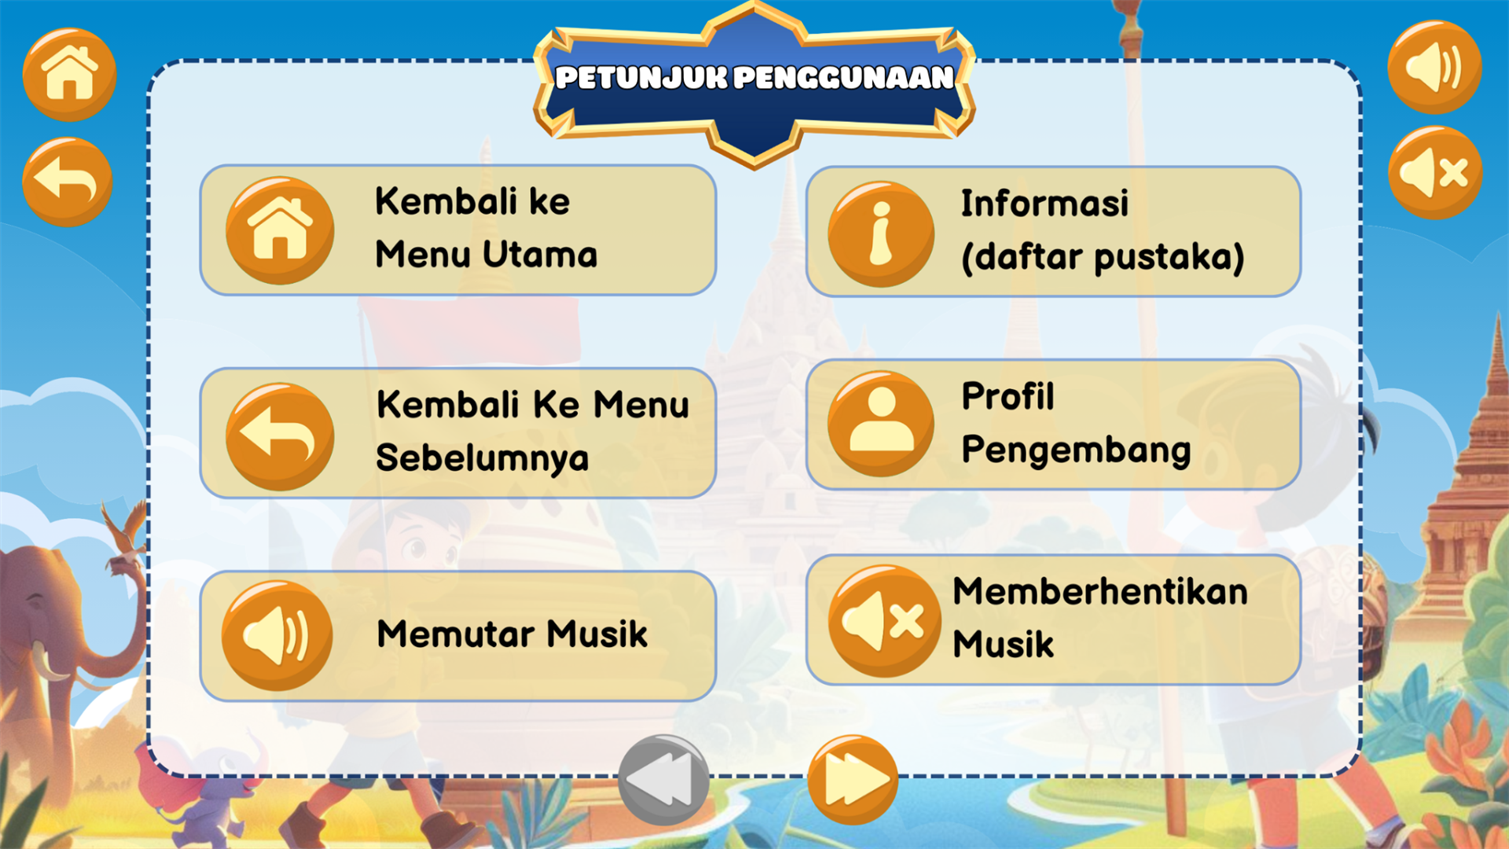 PETUNJUK PENGGUNAAN
Kembali ke
Menu Utama
Informasi
(daftar pustaka)
Kembali Ke Menu
Sebelumnya
Profil
Pengembang
Memutar Musik
Memberhentikan
Musik